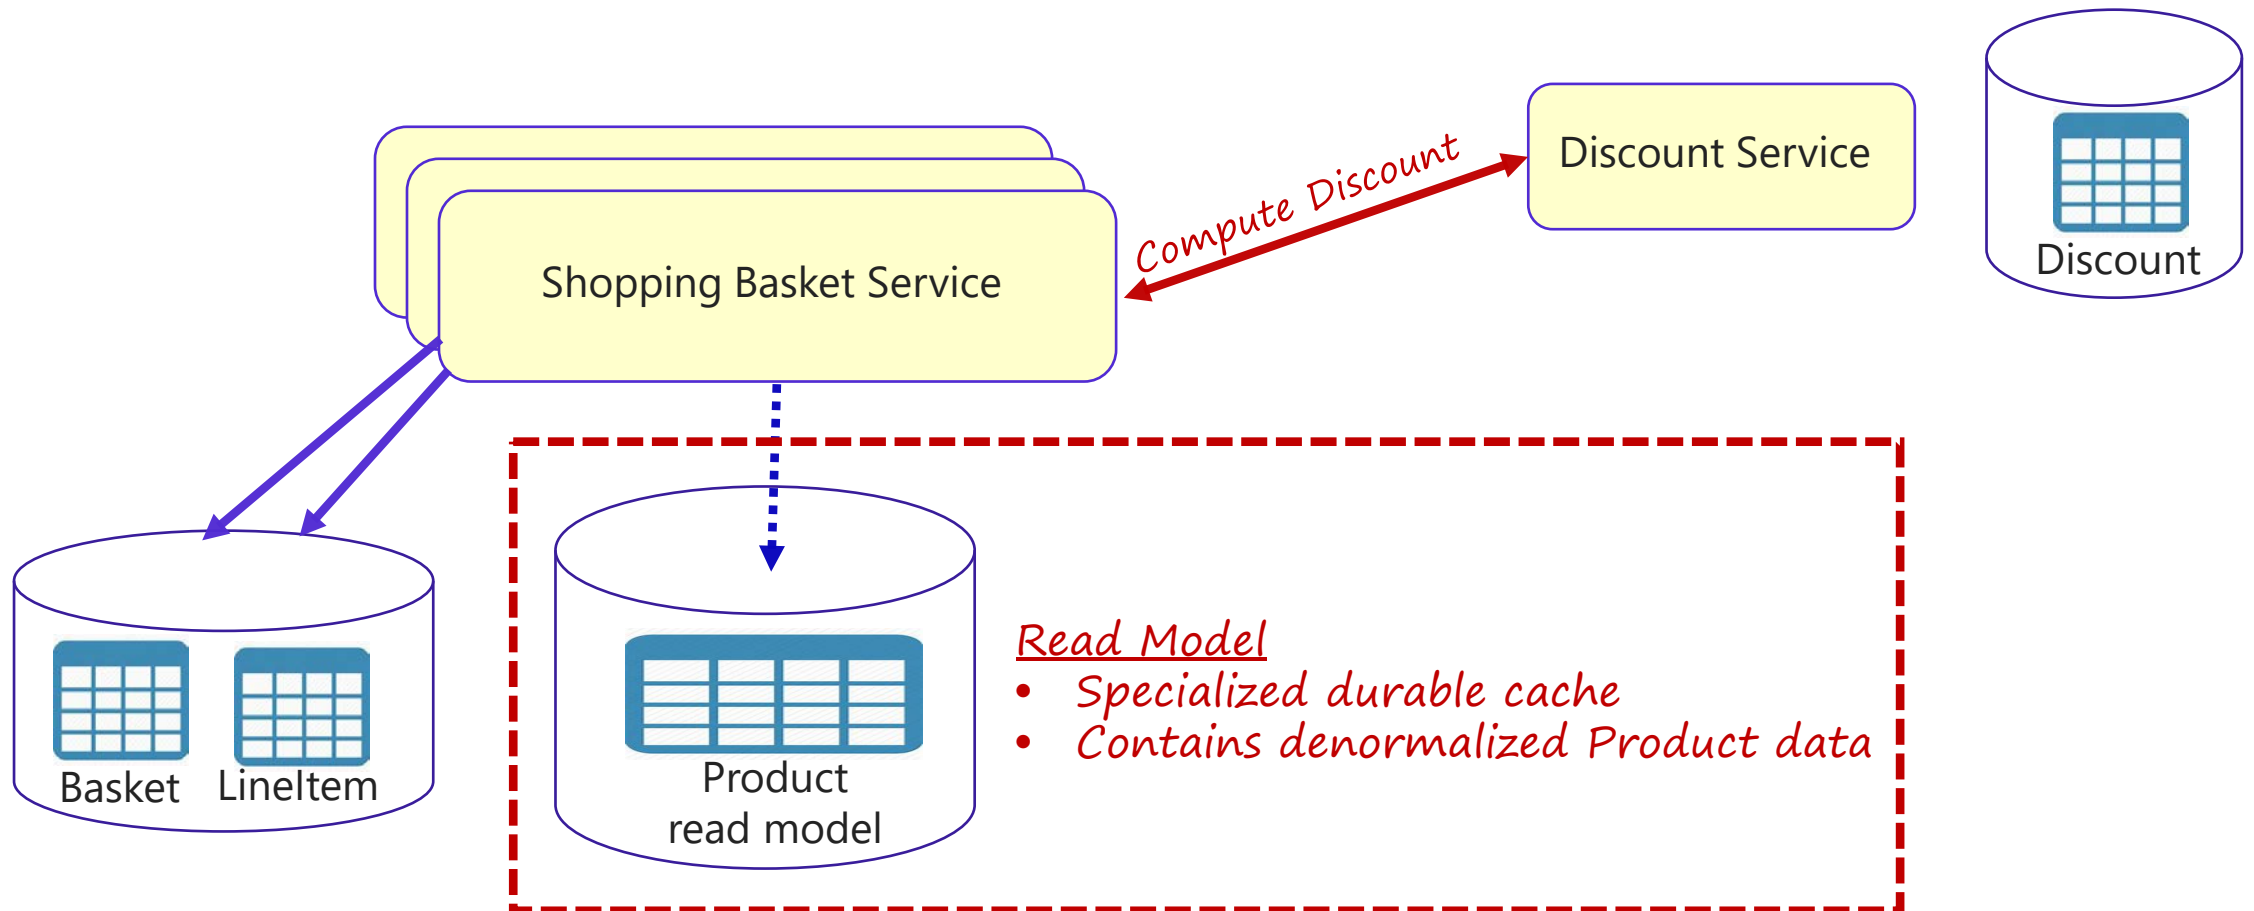 Discount Service
Compute Discount
Discount
Shopping Basket Service
Basket
LineItem
Product
read model
Read Model
• Specialized durable cache
• Contains denormalized Product data